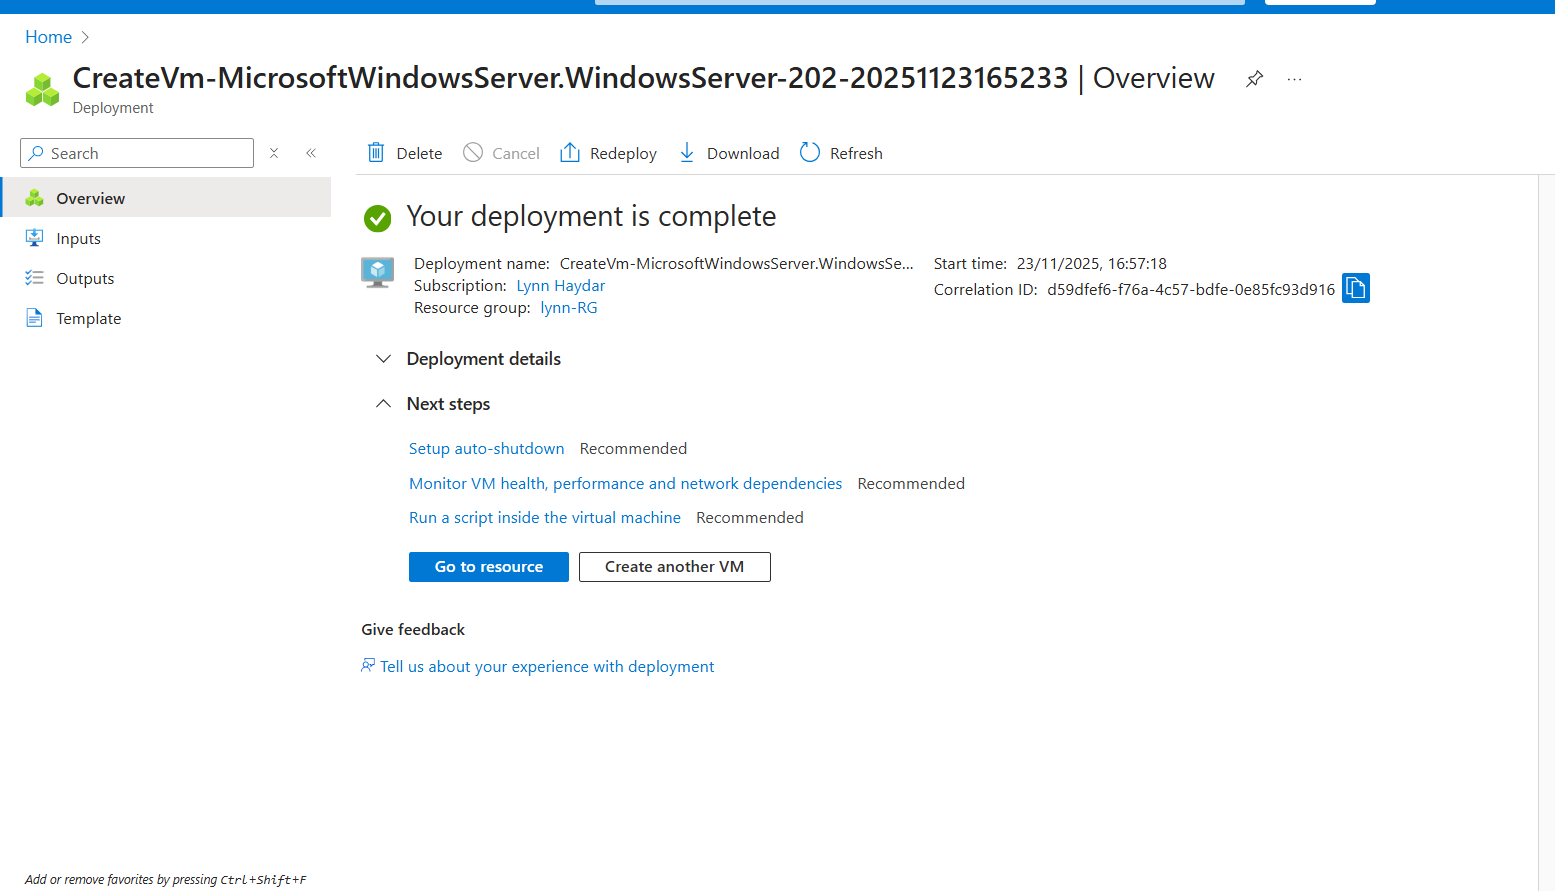 Home
CreateVm-MicrosoftWindowsServer.WindowsServer-202-20251123165233 | Overview
Deployment
Search
Delete Cancel Redeploy Download Refresh
Overview
Inputs
Outputs
Template
Your deployment is complete
Deployment name: CreateVm-MicrosoftWindowsServer.WindowsSe...
Subscription: Lynn Haydar
Resource group: lynn-RG
Start time: 23/11/2025, 16:57:18
Correlation ID: d59dfef6-f76a-4c57-bdfe-0e85fc93d916
Deployment details
Next steps
Setup auto-shutdown Recommended
Monitor VM health, performance and network dependencies Recommended
Run a script inside the virtual machine Recommended
Go to resource Create another VM
Give feedback
Tell us about your experience with deployment
Add or remove favorites by pressing Ctrl+Shift+F